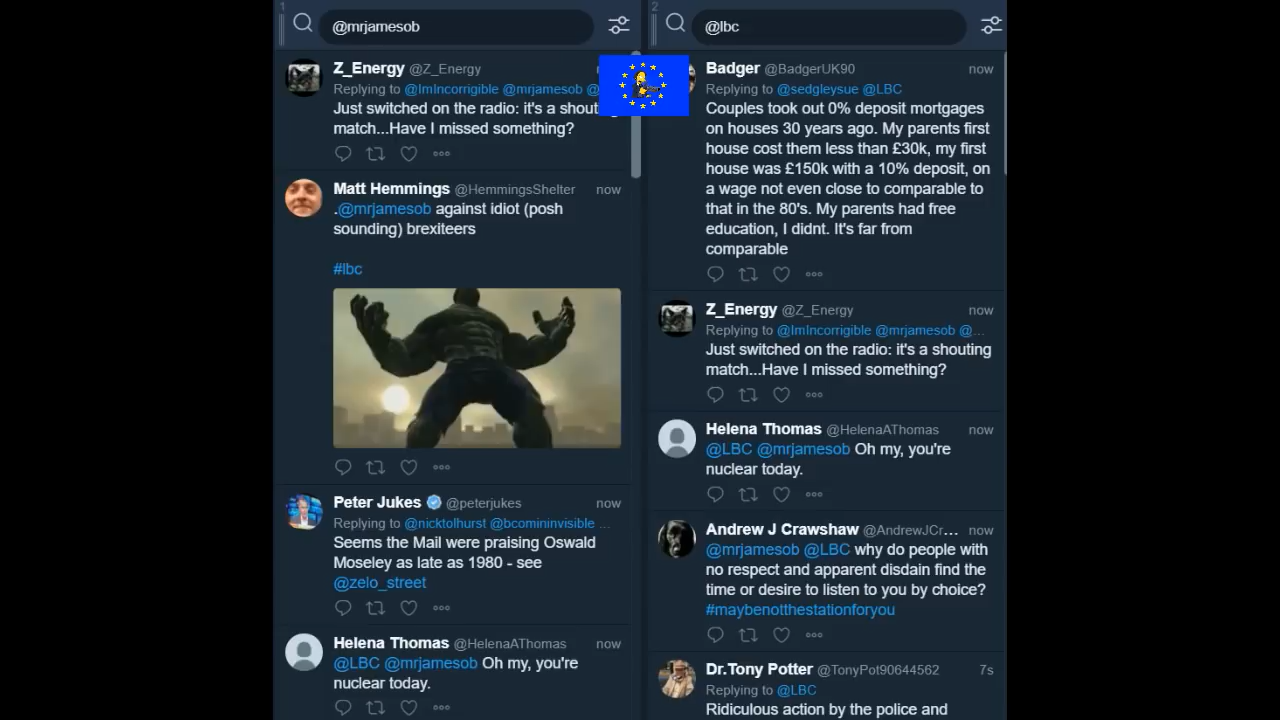 1
@mrjamesob
Z_Energy @Z_Energy
Replying to @ImIncorrigible @mrjamesob @
Just switched on the radio: it's a shouting
match...Have I missed something?
Matt Hemmings @HemmingsShelter now
.@mrjamesob against idiot (posh
sounding) brexiteers
#lbc
Peter Jukes @peterjukes now
Replying to @nicktolhurst @bcomininvisible ...
Seems the Mail were praising Oswald
Moseley as late as 1980 - see
@zelo_street
Helena Thomas @HelenaAThomas now
@LBC @mrjamesob Oh my, you're
nuclear today.
2
@lbc
Badger @BadgerUK90 now
Replying to @sedgleysue @LBC
Couples took out 0% deposit mortgages
on houses 30 years ago. My parents first
house cost them less than £30k, my first
house was £150k with a 10% deposit, on
a wage not even close to comparable to
that in the 80's. My parents had free
education, I didnt. It's far from
comparable
Z_Energy @Z_Energy now
Replying to @ImIncorrigible @mrjamesob @...
Just switched on the radio: it's a shouting
match...Have I missed something?
Helena Thomas @HelenaAThomas now
@LBC @mrjamesob Oh my, you're
nuclear today.
Andrew J Crawshaw @AndrewJCr... now
@mrjamesob @LBC why do people with
no respect and apparent disdain find the
time or desire to listen to you by choice?
#maybenotthestationforyou
Dr.Tony Potter @TonyPot90644562 7s
Replying to @LBC
Ridiculous action by the police and